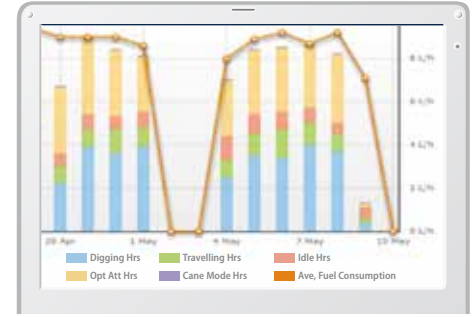 8 L/h
6 L/h
4 L/h
0 L/h
28 Apr 1 May 4 May 7 May 10 May
Digging Hrs Travelling Hrs Idle Hrs
Opt Att Hrs Cane Mode Hrs Ave, Fuel Consumption